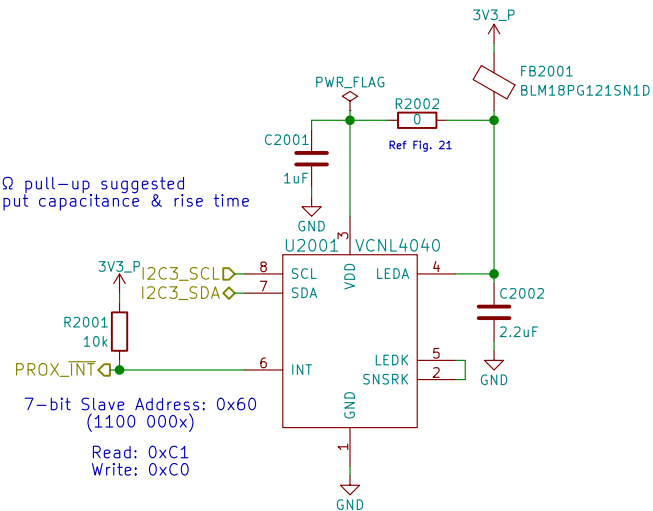 3V3_P
FB2001
BLM18PG121SN1D
PWR_FLAG
R2002
0
Ref Fig. 21
C2001
1uF
GND
Ω pull-up suggested
put capacitance & rise time
U2001 VCNL4040
3
VDD
3V3_P
I2C3_SCL 8 SCL
I2C3_SDA 7 SDA
LEDA 4
C2002
2.2uF
GND
R2001
10k
PROX_INT 6 INT
LEDK 5
SNSRK 2
GND
1
GND
7-bit Slave Address: 0x60
(1100 000x)
Read: 0xC1
Write: 0xC0